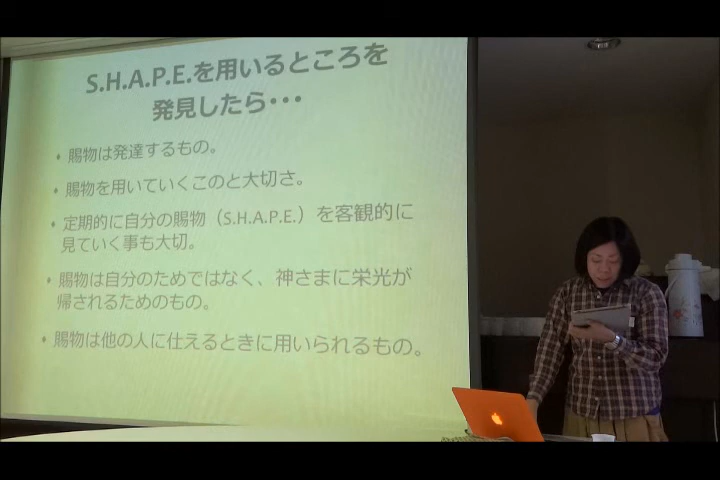 S.H.A.P.E.を用いるところを
発見したら・・・
• 賜物は発達するもの。
• 賜物を用いていくこのと大切さ。
• 定期的に自分の賜物（S.H.A.P.E.）を客観的に
見ていく事も大切。
• 賜物は自分のためではなく、神さまに栄光が
帰されるためのもの。
• 賜物は他の人に仕えるときに用いられるもの。